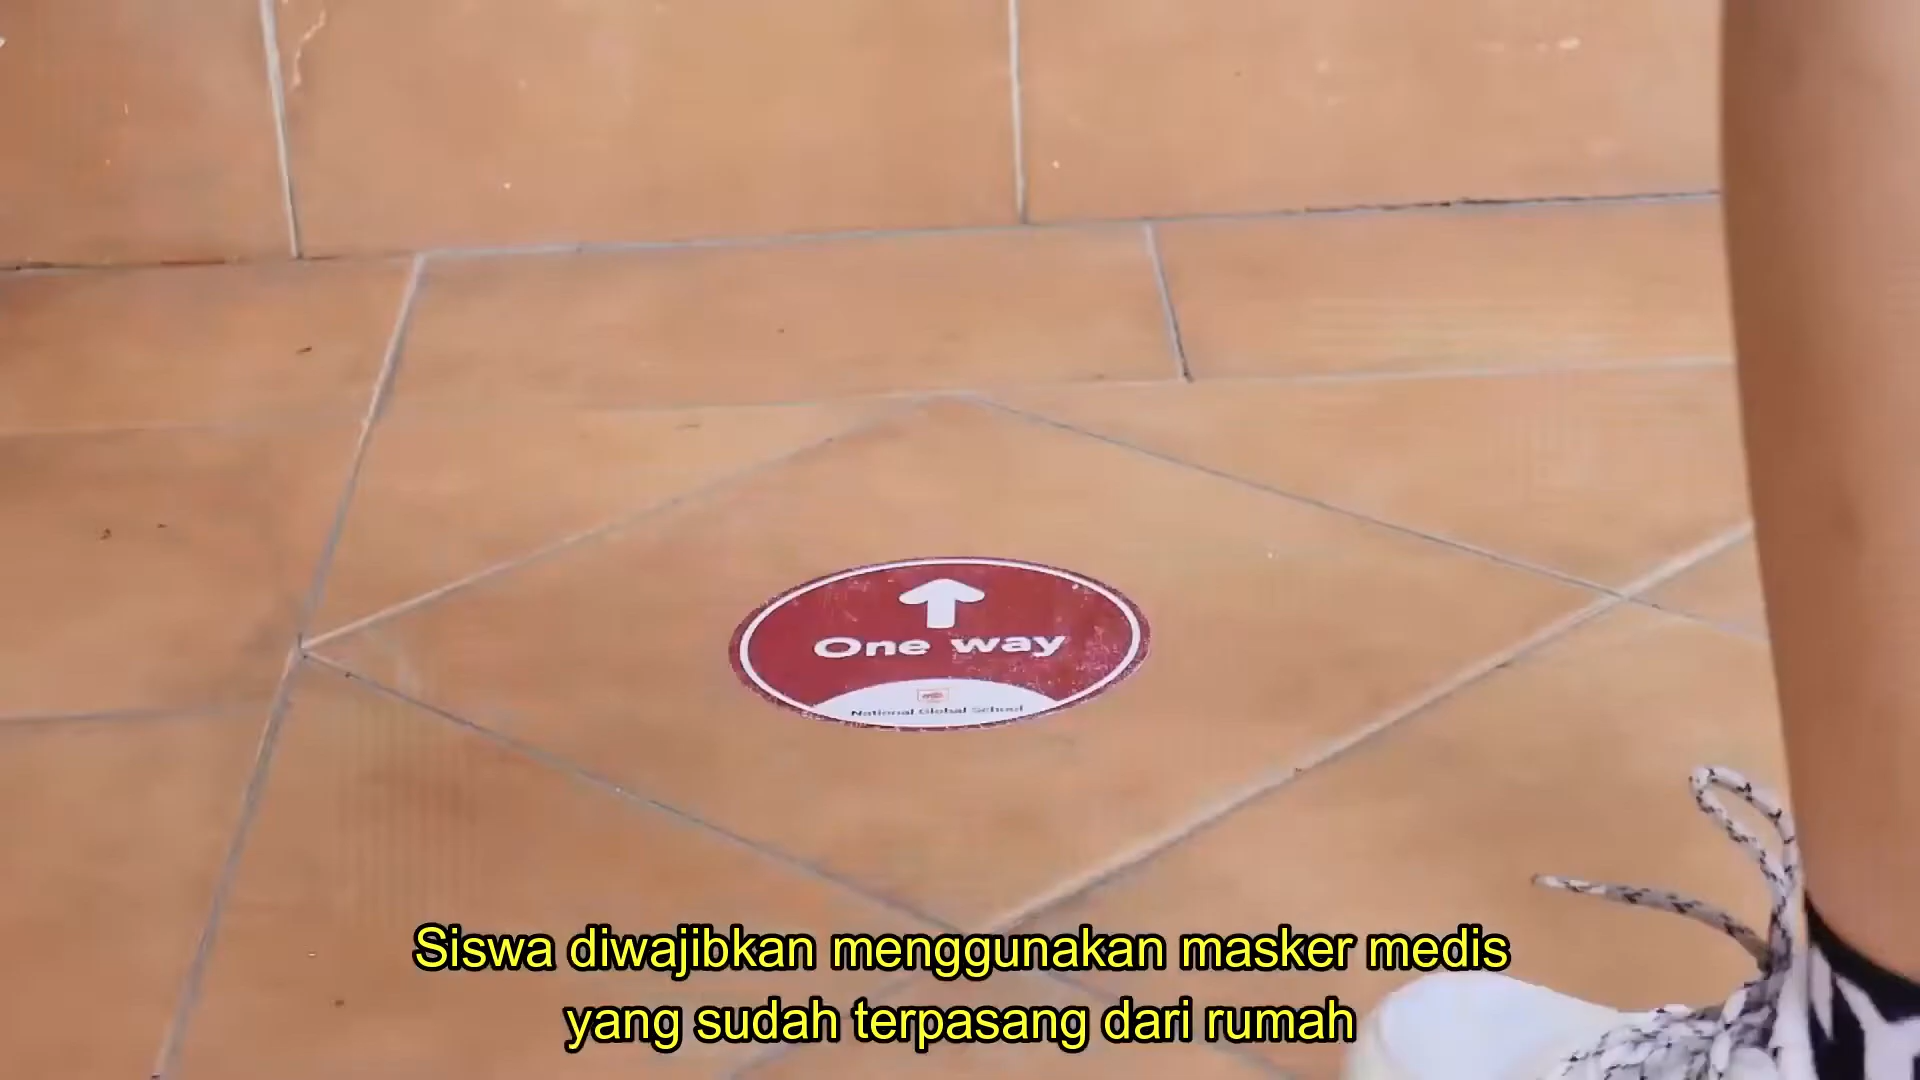 One way
National Global School
Siswa diwajibkan menggunakan masker medis
yang sudah terpasang dari rumah